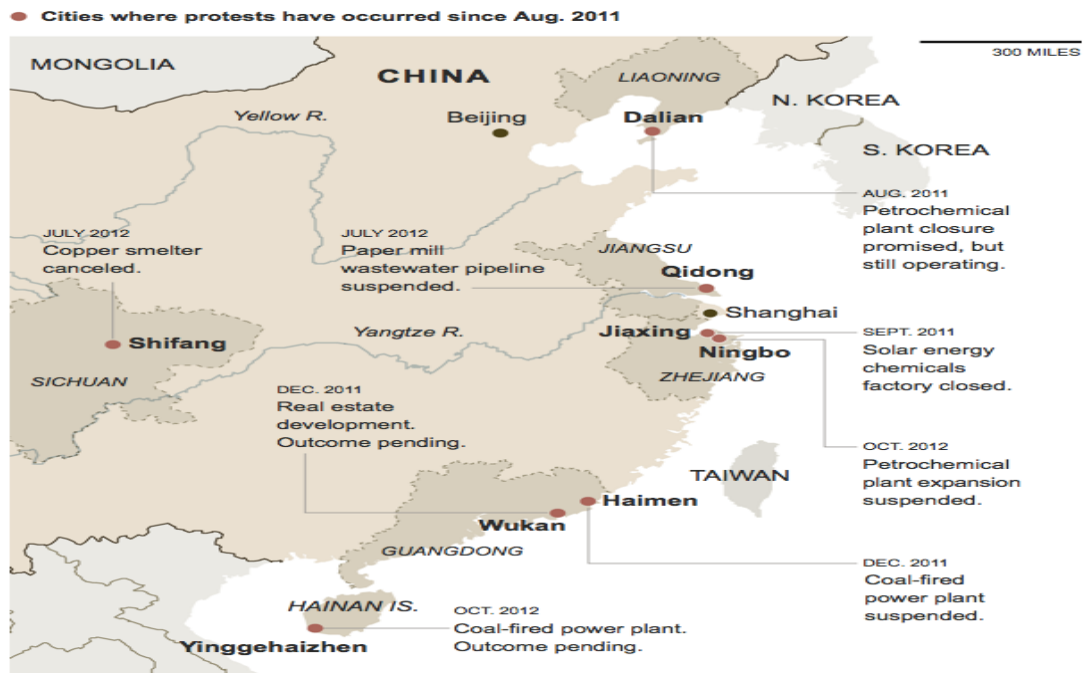 Cities where protests have occurred since Aug. 2011
300 MILES
MONGOLIA
CHINA
LIAONING
N. KOREA
Yellow R.
Beijing
Dalian
S. KOREA
AUG. 2011
Petrochemical
plant closure
promised, but
still operating.
JULY 2012
Copper smelter
canceled.
JULY 2012
Paper mill
wastewater pipeline
suspended.
JIANGSU
Qidong
Shanghai
Shifang
Yangtze R.
Jiaxing
Ningbo
SEPT. 2011
Solar energy
chemicals
factory closed.
SICHUAN
ZHEJIANG
DEC. 2011
Real estate
development.
Outcome pending.
OCT. 2012
Petrochemical
plant expansion
suspended.
TAIWAN
Haimen
Wukan
GUANGDONG
DEC. 2011
Coal-fired
power plant
suspended.
HAINAN IS.
Yinggehaizhen
OCT. 2012
Coal-fired power plant.
Outcome pending.